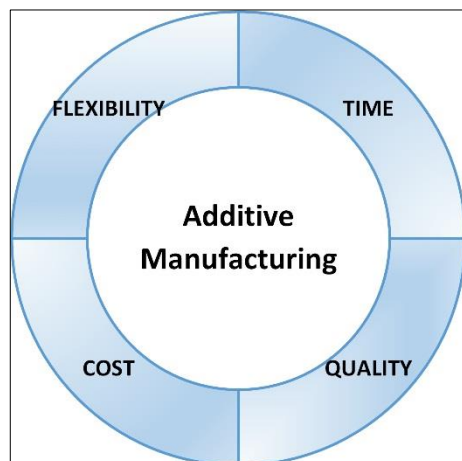 FLEXIBILITY
TIME
Additive
Manufacturing
COST
QUALITY